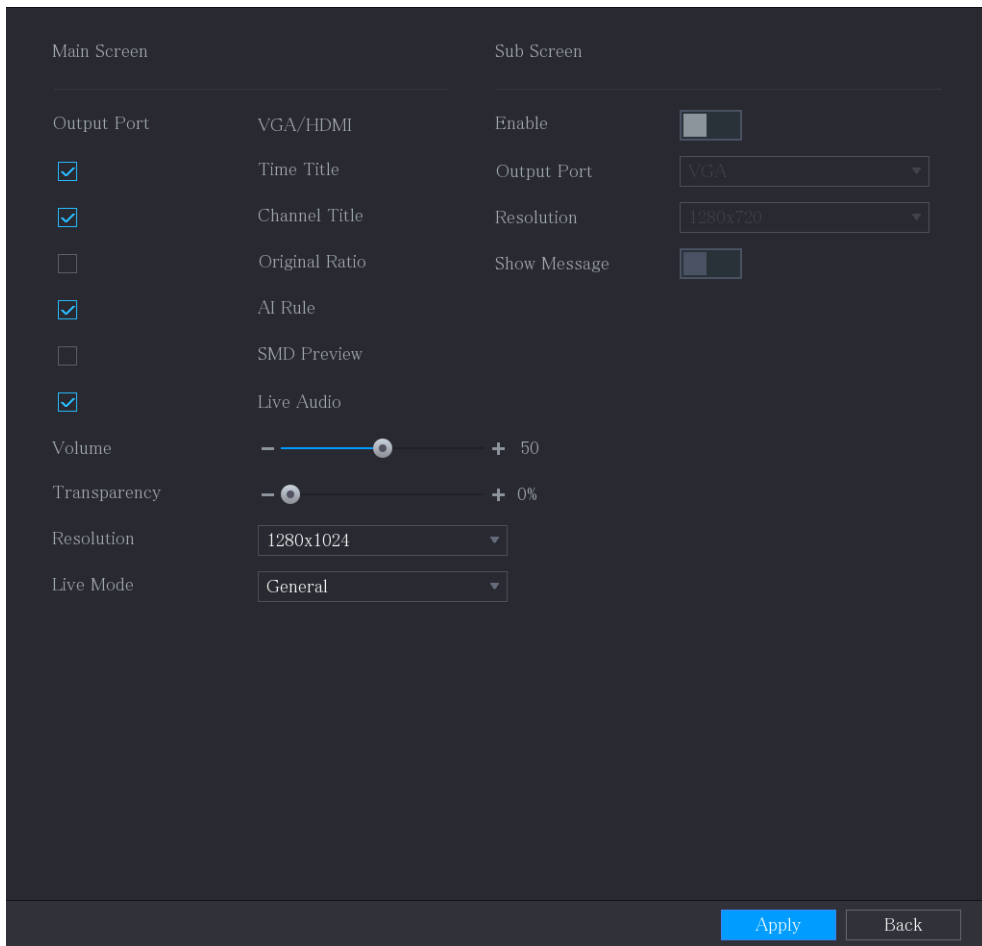 Main Screen
Sub Screen
Output Port VGA/HDMI
Enable
Time Title
Output Port VGA
Channel Title
Resolution 1280x720
Original Ratio
Show Message
AI Rule
SMD Preview
Live Audio
Volume - + 50
Transparency - + 0%
Resolution 1280x1024
Live Mode General
Apply Back